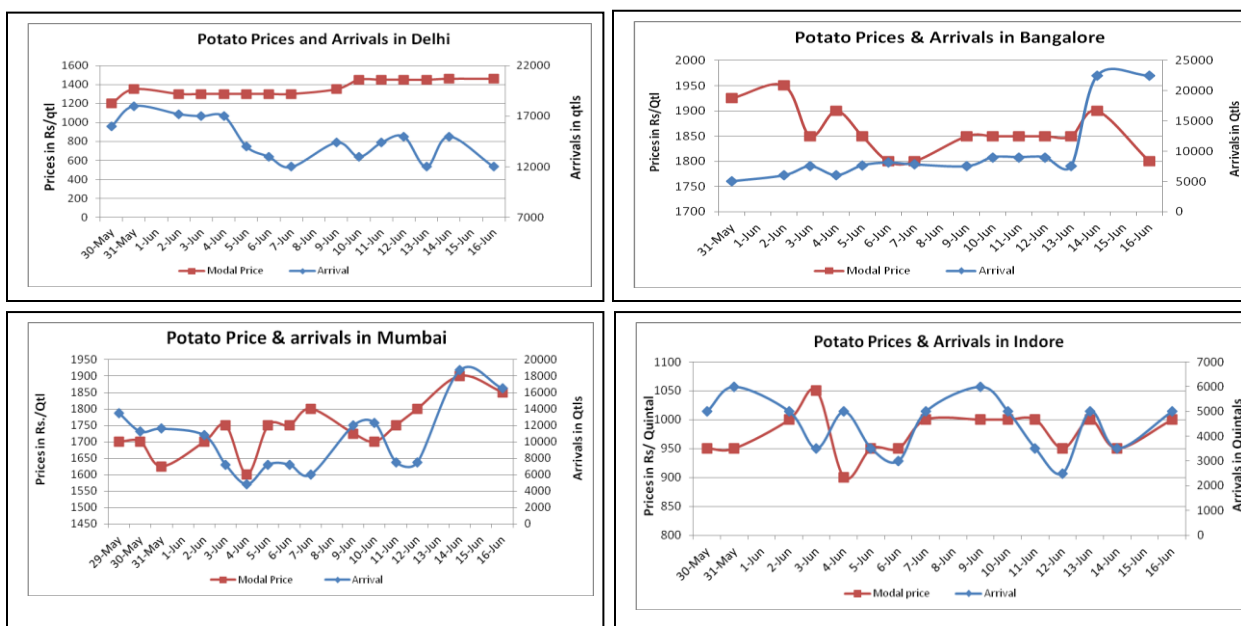 Potato Prices and Arrivals in Delhi
Prices in Rs/qtl
1600
1400
1200
1000
800
600
400
200
0
22000
17000
12000
7000
Arrivals in qtls
30-May
31-May
1-Jun
2-Jun
3-Jun
4-Jun
5-Jun
6-Jun
7-Jun
8-Jun
9-Jun
10-Jun
11-Jun
12-Jun
13-Jun
14-Jun
15-Jun
16-Jun
Modal Price
Arrival
Potato Prices & Arrivals in Bangalore
Prices in Rs/Qtl
2000
1950
1900
1850
1800
1750
1700
25000
20000
15000
10000
5000
0
Arrivals in Qtls
31-May
1-Jun
2-Jun
3-Jun
4-Jun
5-Jun
6-Jun
7-Jun
8-Jun
9-Jun
10-Jun
11-Jun
12-Jun
13-Jun
14-Jun
15-Jun
16-Jun
Modal Price
Arrival
Potato Price & arrivals in Mumbai
Prices in Rs./Qtl
1950
1900
1850
1800
1750
1700
1650
1600
1550
1500
1450
20000
18000
16000
14000
12000
10000
8000
6000
4000
2000
0
Arrivals in Qtls
29-May
30-May
31-May
1-Jun
2-Jun
3-Jun
4-Jun
5-Jun
6-Jun
7-Jun
8-Jun
9-Jun
10-Jun
11-Jun
12-Jun
13-Jun
14-Jun
15-Jun
16-Jun
Modal Price
Arrival
Potato Prices & Arrivals in Indore
Prices in Rs/ Quintal
1100
1050
1000
950
900
850
800
7000
6000
5000
4000
3000
2000
1000
0
Arrivals in Quintals
30-May
31-May
1-Jun
2-Jun
3-Jun
4-Jun
5-Jun
6-Jun
7-Jun
8-Jun
9-Jun
10-Jun
11-Jun
12-Jun
13-Jun
14-Jun
15-Jun
16-Jun
Modal price
Arrival